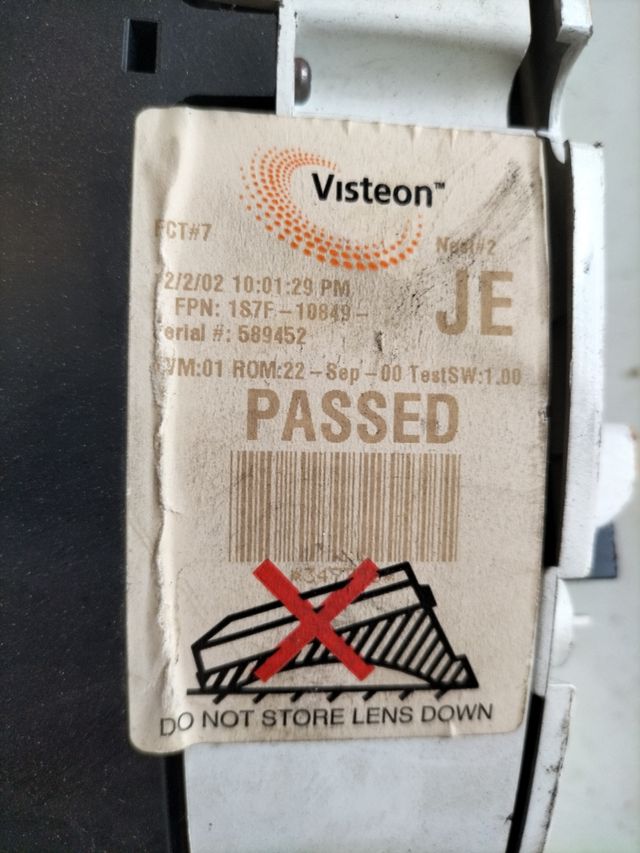 Visteon™
FCT#7
Nest#2
2/2/02 10:01:29 PM
JE
FPN: 1S7F-10849-
erial #: 589452
VM:01 ROM:22-Sep-00 TestSW:1.00
PASSED
DO NOT STORE LENS DOWN